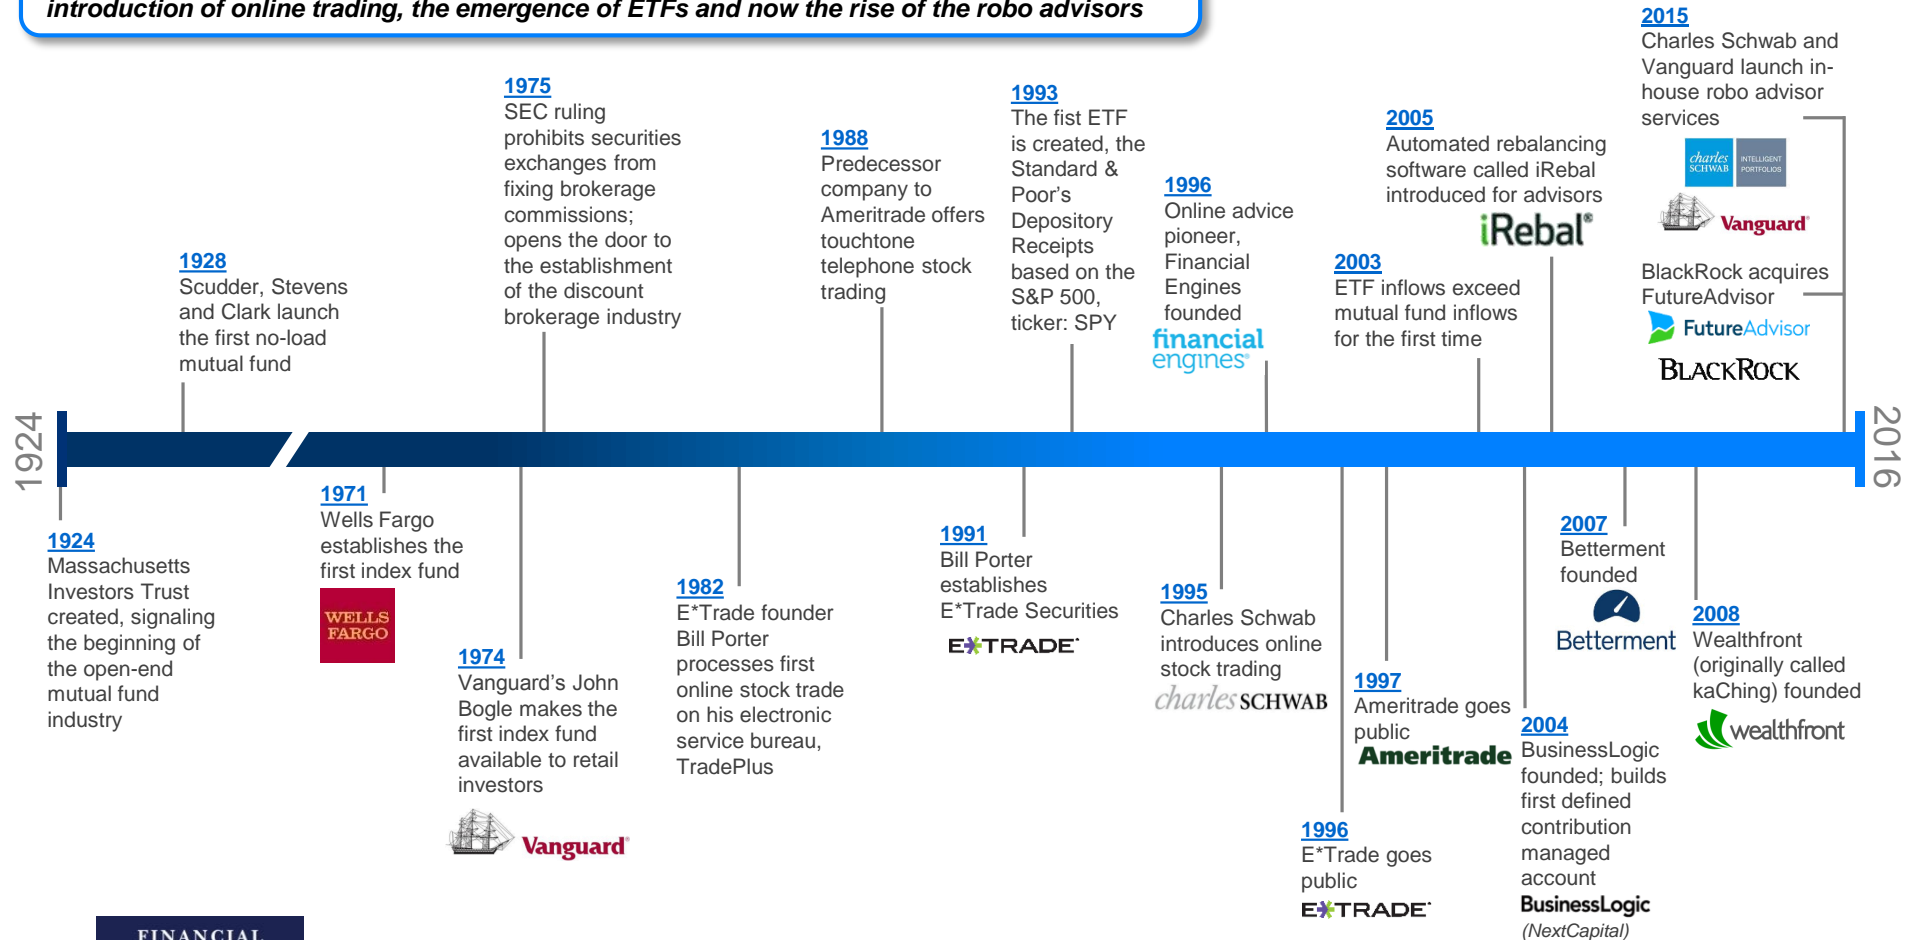 introduction of online trading, the emergence of ETFs and now the rise of the robo advisors
1924
2016
1928
Scudder, Stevens
and Clark launch
the first no-load
mutual fund
1975
SEC ruling
prohibits securities
exchanges from
fixing brokerage
commissions;
opens the door to
the establishment
of the discount
brokerage industry
1988
Predecessor
company to
Ameritrade offers
touchtone
telephone stock
trading
1993
The fist ETF
is created, the
Standard &
Poor's
Depository
Receipts
based on the
S&P 500,
ticker: SPY
1996
Online advice
pioneer,
Financial
Engines
founded
financial
engines®
2003
ETF inflows exceed
mutual fund inflows
for the first time
2005
Automated rebalancing
software called iRebal
introduced for advisors
iRebal®
2015
Charles Schwab and
Vanguard launch in-
house robo advisor
services
charles
SCHWAB
INTELLIGENT
PORTFOLIOS
Vanguard®
BlackRock acquires
FutureAdvisor
FutureAdvisor
BLACKROCK
1924
Massachusetts
Investors Trust
created, signaling
the beginning of
the open-end
mutual fund
industry
1971
Wells Fargo
establishes the
first index fund
WELLS
FARGO
1974
Vanguard's John
Bogle makes the
first index fund
available to retail
investors
Vanguard®
1982
E*Trade founder
Bill Porter
processes first
online stock trade
on his electronic
service bureau,
TradePlus
1991
Bill Porter
establishes
E*Trade Securities
E*TRADE
1995
Charles Schwab
introduces online
stock trading
charles SCHWAB
1996
E*Trade goes
public
E*TRADE
1997
Ameritrade goes
public
Ameritrade
2004
BusinessLogic
founded; builds
first defined
contribution
managed
account
BusinessLogic
(NextCapital)
2007
Betterment
founded
Betterment
2008
Wealthfront
(originally called
kaChing) founded
wealthfront
FINANCIAL